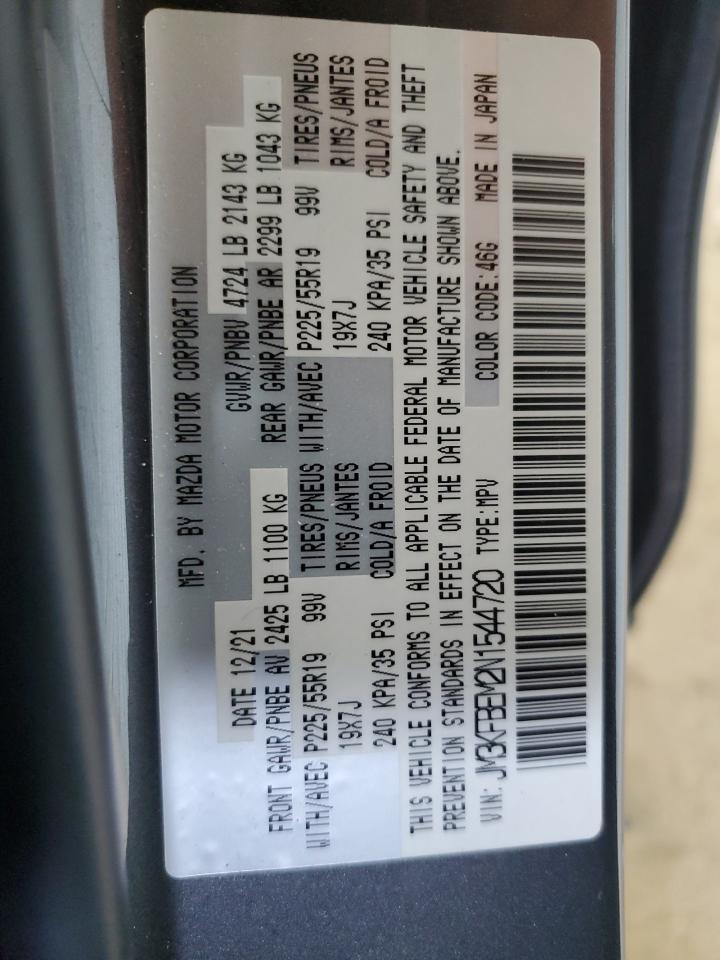 MFD. BY MAZDA MOTOR CORPORATION
DATE 12/21 GVWR/PNBV 4724 LB 2143 KG
FRONT GAWR/PNBE AV 2425 LB 1100 KG REAR GAWR/PNBE AR 2299 LB 1043 KG
WITH/AVEC P225/55R19 99V TIRES/PNEUS WITH/AVEC P225/55R19 99V TIRES/PNEUS
19X7J RIMS/JANTES 19X7J RIMS/JANTES
240 KPA/35 PSI COLD/A FROID 240 KPA/35 PSI COLD/A FROID
THIS VEHICLE CONFORMS TO ALL APPLICABLE FEDERAL MOTOR VEHICLE SAFETY AND THEFT
PREVENTION STANDARDS IN EFFECT ON THE DATE OF MANUFACTURE SHOWN ABOVE.
VIN: JM3KFBEM2N1544720 TYPE: MPV COLOR CODE: 46G MADE IN JAPAN